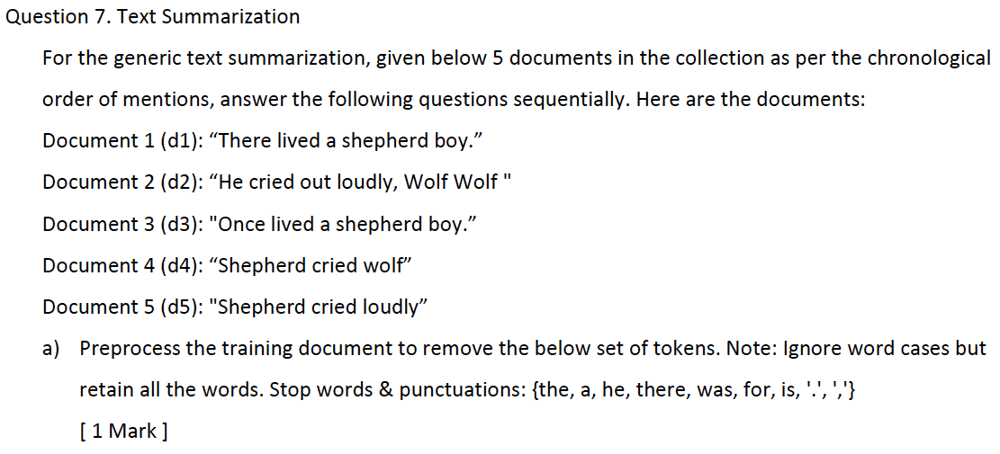 Question 7. Text Summarization
For the generic text summarization, given below 5 documents in the collection as per the chronological
order of mentions, answer the following questions sequentially. Here are the documents:
Document 1 (d1): “There lived a shepherd boy.”
Document 2 (d2): “He cried out loudly, Wolf Wolf "
Document 3 (d3): "Once lived a shepherd boy.”
Document 4 (d4): “Shepherd cried wolf”
Document 5 (d5): "Shepherd cried loudly”
a) Preprocess the training document to remove the below set of tokens. Note: Ignore word cases but
retain all the words. Stop words & punctuations: {the, a, he, there, was, for, is, '.', ','}
[ 1 Mark ]